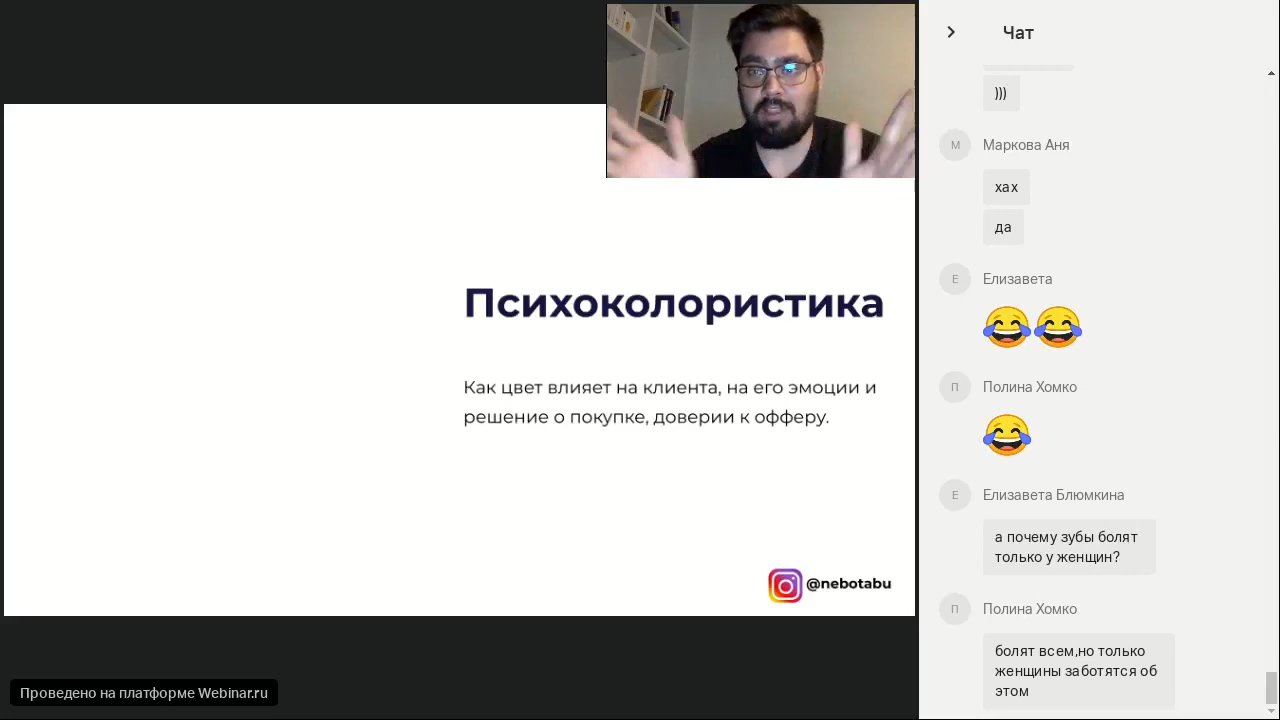 Психоколористика
Как цвет влияет на клиента, на его эмоции и
решение о покупке, доверии к офферу.
@nebotabu
Проведено на платформе Webinar.ru
Чат
)))
М
Маркова Аня
хах
да
Е
Елизавета
П
Полина Хомко
Е
Елизавета Блюмкина
а почему зубы болят
только у женщин?
П
Полина Хомко
болят всем,но только
женщины заботятся об
этом